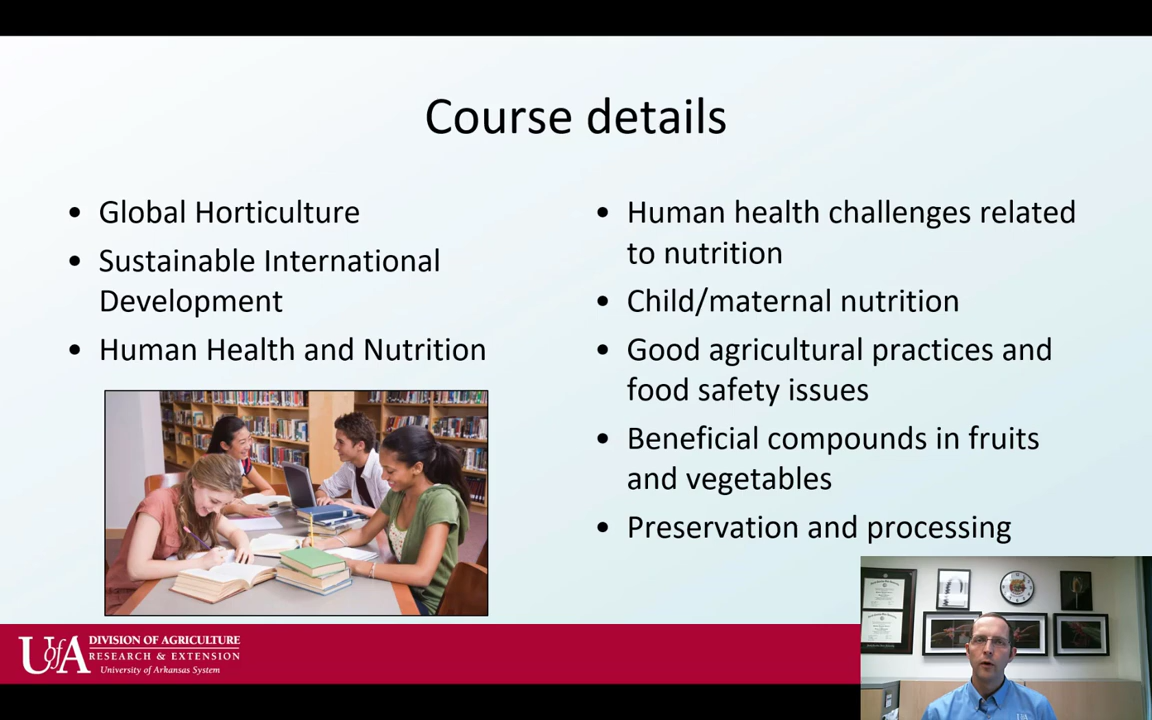 Course details
• Global Horticulture
• Sustainable International
Development
• Human Health and Nutrition
• Human health challenges related
to nutrition
• Child/maternal nutrition
• Good agricultural practices and
food safety issues
• Beneficial compounds in fruits
and vegetables
• Preservation and processing
UofA
DIVISION OF AGRICULTURE
RESEARCH & EXTENSION
University of Arkansas System